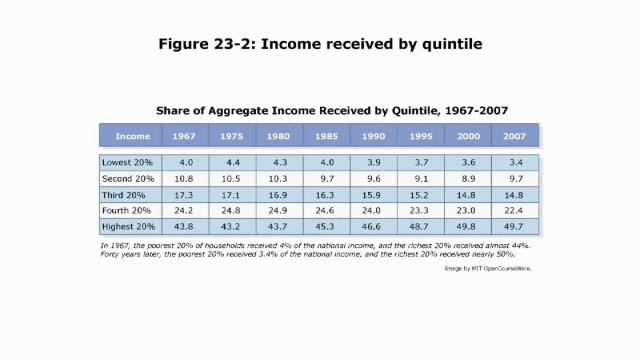 Figure 23-2: Income received by quintile
Share of Aggregate Income Received by Quintile, 1967-2007
Income 1967 1975 1980 1985 1990 1995 2000 2007
Lowest 20% 4.0 4.4 4.3 4.0 3.9 3.7 3.6 3.4
Second 20% 10.8 10.5 10.3 9.7 9.6 9.1 8.9 9.7
Third 20% 17.3 17.1 16.9 16.3 15.9 15.2 14.8 14.8
Fourth 20% 24.2 24.8 24.9 24.6 24.0 23.3 23.0 22.4
Highest 20% 43.8 43.2 43.7 45.3 46.6 48.7 49.8 49.7
In 1967, the poorest 20% of households received 4% of the national income, and the richest 20% received almost 44%.
Forty years later, the poorest 20% received 3.4% of the national income, and the richest 20% received nearly 50%.
Image by MIT OpenCourseWare.